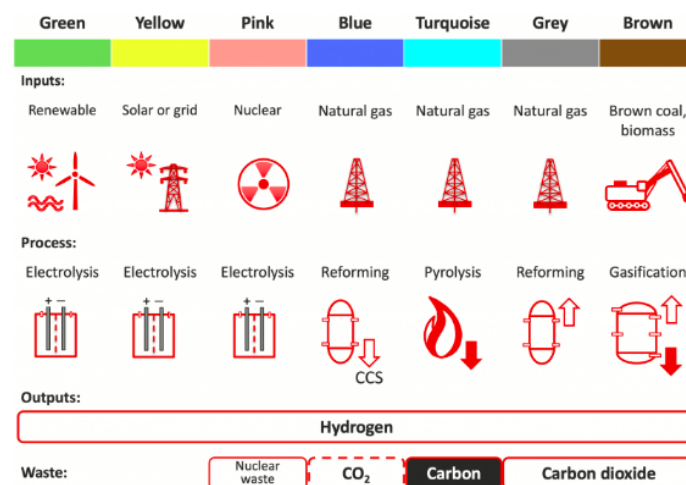 Green Yellow Pink Blue Turquoise Grey Brown
Inputs:
Renewable Solar or grid Nuclear Natural gas Natural gas Natural gas Brown coal,
biomass
Process:
Electrolysis Electrolysis Electrolysis Reforming Pyrolysis Reforming Gasification
+ − + − + −
CCS
Outputs:
Hydrogen
Waste: Nuclear waste CO₂ Carbon Carbon dioxide